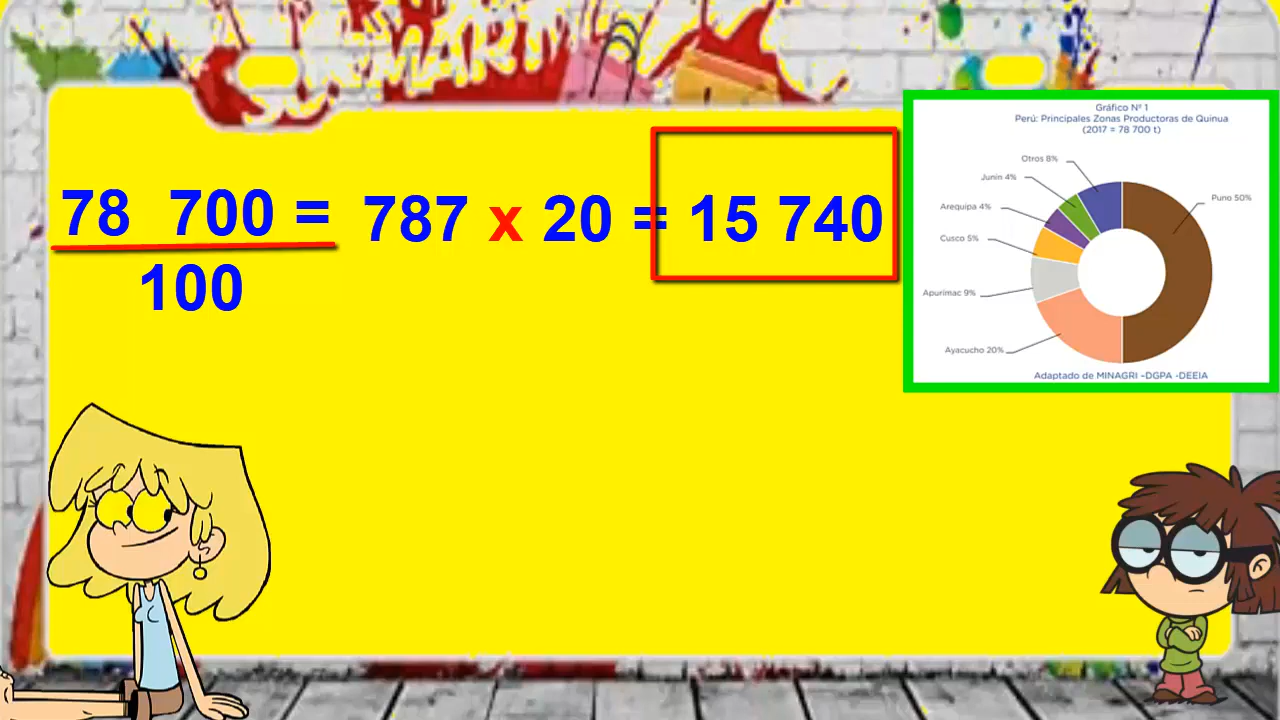 78 700 = 787 x 20 = 15 740
100
Gráfico Nº 1
Perú: Principales Zonas Productoras de Quinua
(2017 = 78 700 t)
Otros 8%
Junín 4%
Arequipa 4%
Cusco 5%
Apurímac 9%
Ayacucho 20%
Puno 50%
Adaptado de MINAGRI -DGPA -DEEIA